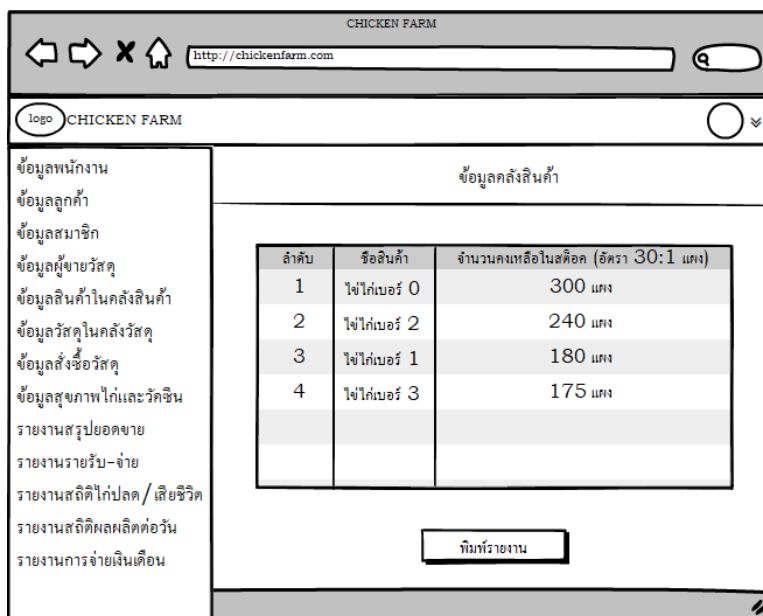 CHICKEN FARM
http://chickenfarm.com
logo CHICKEN FARM
ข้อมูลพนักงาน
ข้อมูลลูกค้า
ข้อมูลสมาชิก
ข้อมูลผู้ขายวัสดุ
ข้อมูลสินค้าในคลังสินค้า
ข้อมูลวัสดุในคลังวัสดุ
ข้อมูลสั่งซื้อวัสดุ
ข้อมูลสุขภาพไก่และวัคซีน
รายงานสรุปยอดขาย
รายงานรายรับ-จ่าย
รายงานสถิติไก่ปลด/เสียชีวิต
รายงานสถิติผลผลิตต่อวัน
รายงานการจ่ายเงินเดือน
ข้อมูลคลังสินค้า
ลำดับ ชื่อสินค้า จำนวนคงเหลือในสต็อค (อัตรา 30:1 แผง)
1 ไข่ไก่เบอร์ 0 300 แผง
2 ไข่ไก่เบอร์ 2 240 แผง
3 ไข่ไก่เบอร์ 1 180 แผง
4 ไข่ไก่เบอร์ 3 175 แผง
พิมพ์รายงาน